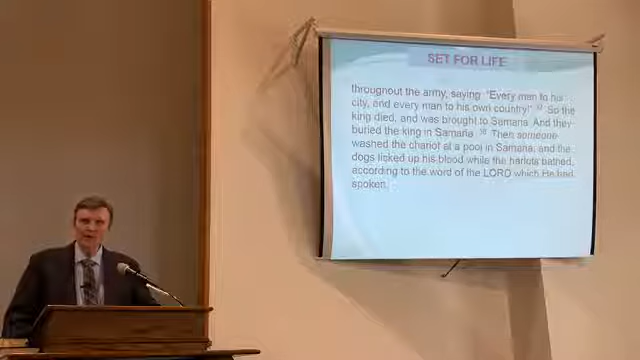 SET FOR LIFE
throughout the army, saying "Every man to his
city, and every man to his own country!" 37 So the
king died, and was brought to Samaria. And they
buried the king in Samaria. 38 Then someone
washed the chariot at a pool in Samaria, and the
dogs licked up his blood while the harlots bathed,
according to the word of the LORD which He had
spoken.